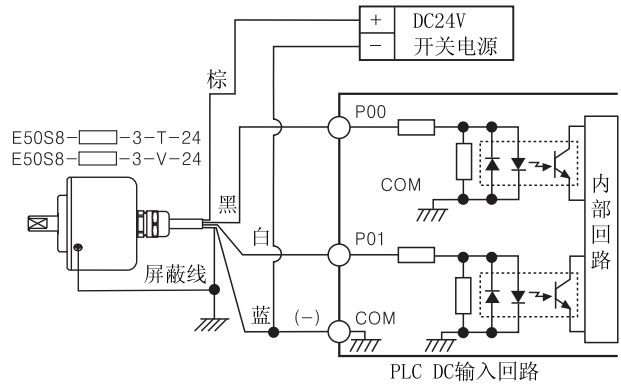 + DC24V
− 开关电源
棕
P00
E50S8-□-3-T-24
E50S8-□-3-V-24
COM
黑
内部回路
白
P01
屏蔽线
蓝
(−)
COM
PLC DC输入回路